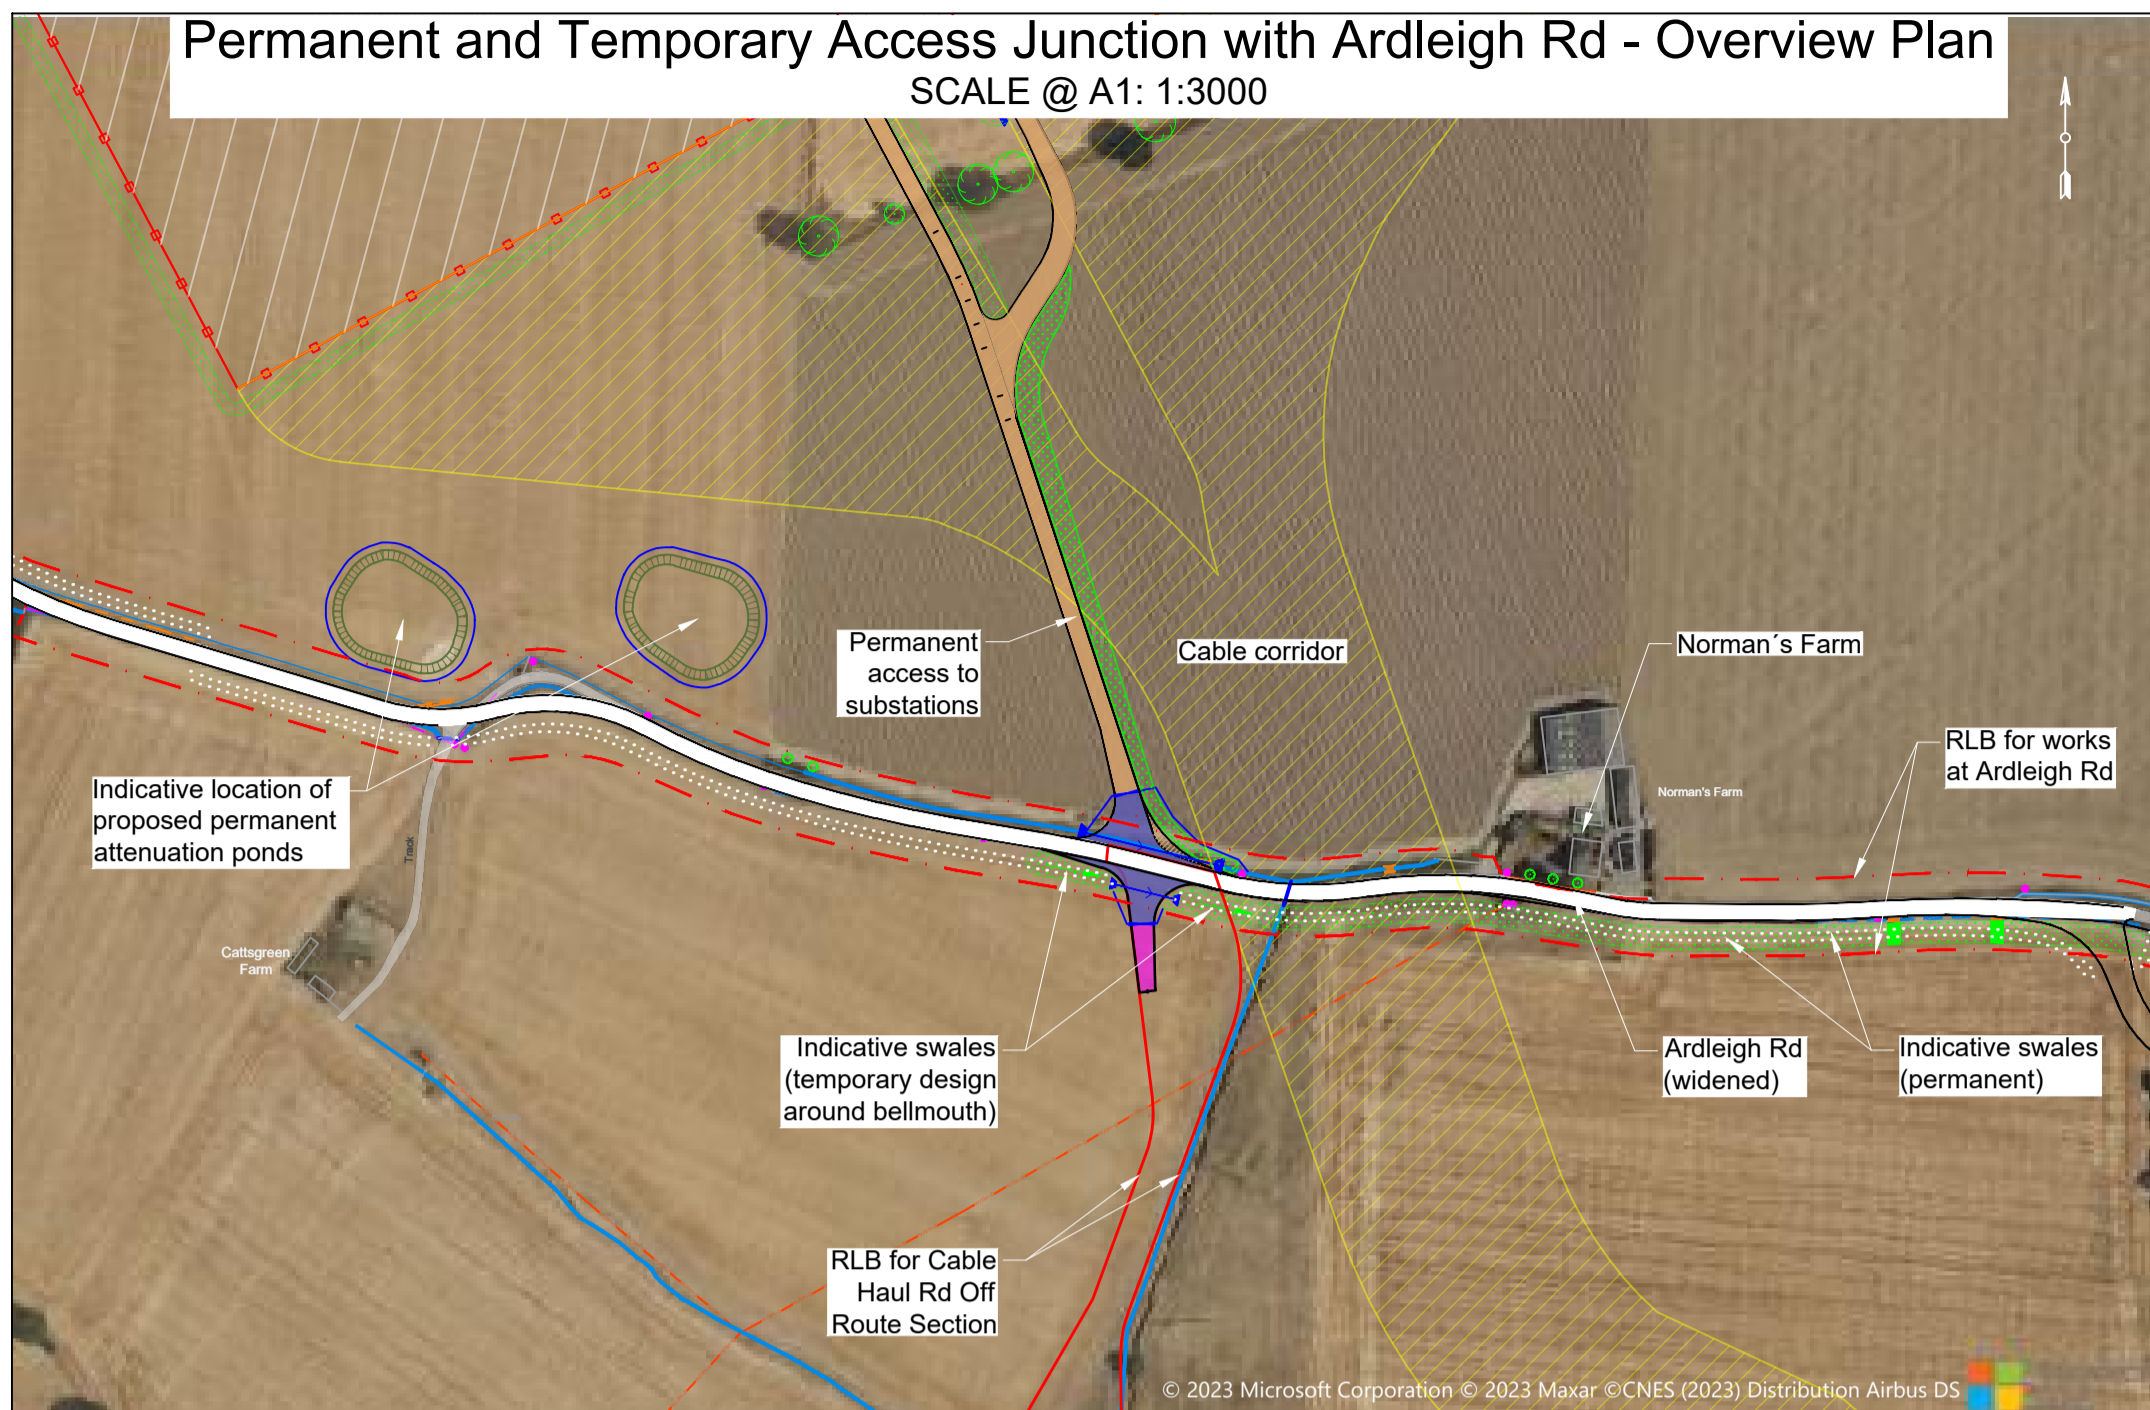 Permanent and Temporary Access Junction with Ardleigh Rd - Overview Plan
SCALE @ A1: 1:3000
Permanent
access to
substations
Cable corridor
Norman´s Farm
RLB for works
at Ardleigh Rd
Norman's Farm
Indicative location of
proposed permanent
attenuation ponds
Track
Cattsgreen
Farm
Indicative swales
(temporary design
around bellmouth)
Ardleigh Rd
(widened)
Indicative swales
(permanent)
RLB for Cable
Haul Rd Off
Route Section
© 2023 Microsoft Corporation © 2023 Maxar ©CNES (2023) Distribution Airbus DS